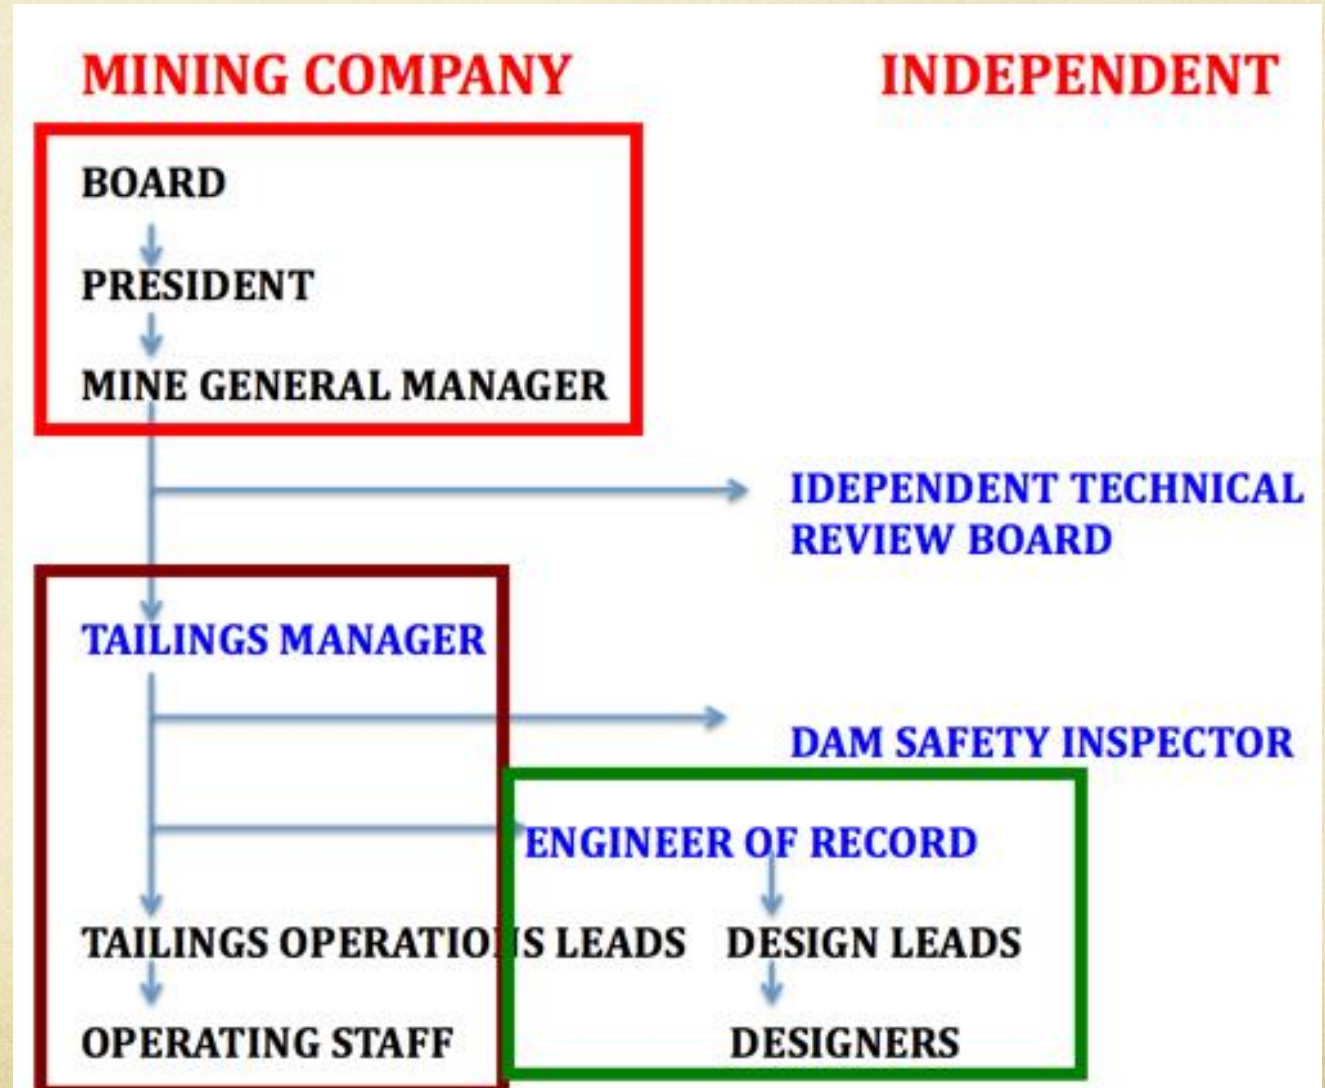 MINING COMPANY
INDEPENDENT
BOARD
PRESIDENT
MINE GENERAL MANAGER
IDEPENDENT TECHNICAL
REVIEW BOARD
TAILINGS MANAGER
DAM SAFETY INSPECTOR
ENGINEER OF RECORD
TAILINGS OPERATIONS LEADS
DESIGN LEADS
OPERATING STAFF
DESIGNERS